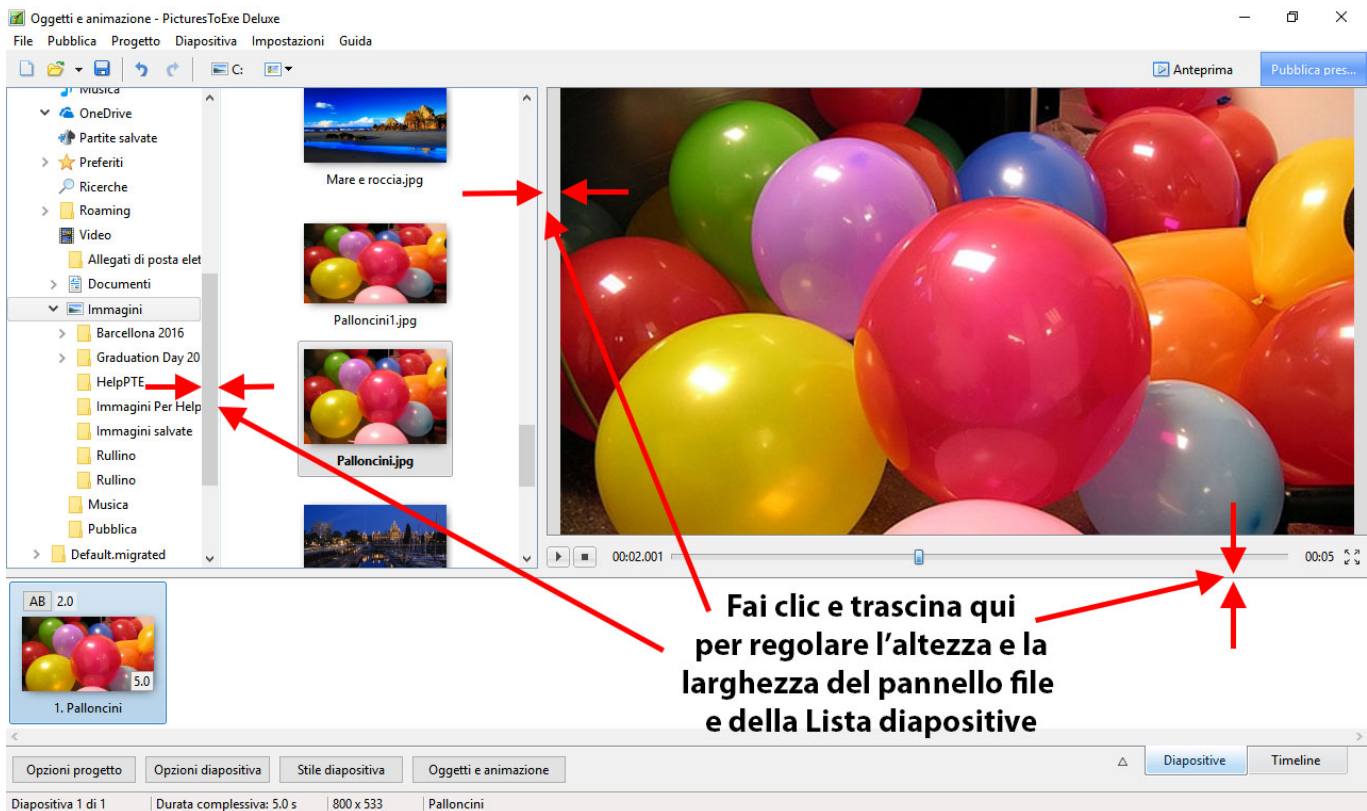 Oggetti e animazione - PicturesToExe Deluxe
File Pubblica Progetto Diapositiva Impostazioni Guida
C:
Anteprima
Pubblica pres...
Musica
OneDrive
Partite salvate
Preferiti
Ricerche
Roaming
Video
Allegati di posta elet
Documenti
Immagini
Barcellona 2016
Graduation Day 20
HelpPTE
Immagini Per Help
Immagini salvate
Rullino
Rullino
Musica
Pubblica
Default.migrated
Mare e roccia.jpg
Palloncini1.jpg
Palloncini.jpg
00:02.001
00:05
AB 2.0
5.0
1. Palloncini
Fai clic e trascina qui
per regolare l'altezza e la
larghezza del pannello file
e della Lista diapositive
Opzioni progetto
Opzioni diapositiva
Stile diapositiva
Oggetti e animazione
Diapositive
Timeline
Diapositiva 1 di 1
Durata complessiva: 5.0 s
800 x 533
Palloncini